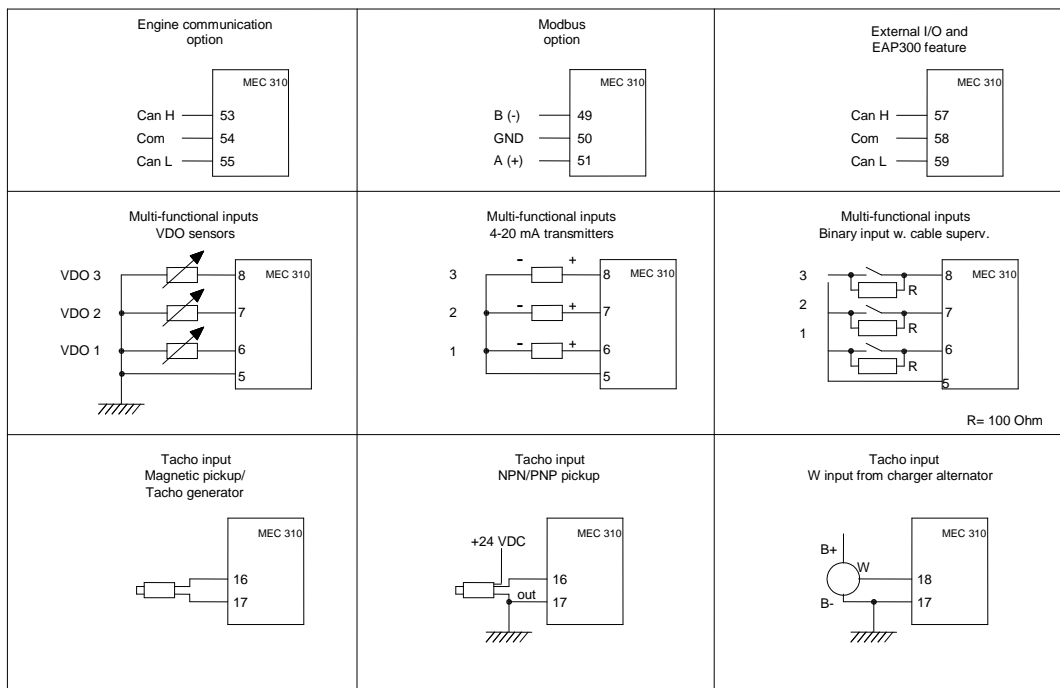 Engine communication
option
MEC 310
Can H 53
Com 54
Can L 55
Modbus
option
MEC 310
B (-) 49
GND 50
A (+) 51
External I/O and
EAP300 feature
MEC 310
Can H 57
Com 58
Can L 59
Multi-functional inputs
VDO sensors
VDO 3 8 MEC 310
VDO 2 7
VDO 1 6
5
Multi-functional inputs
4-20 mA transmitters
3 - + 8 MEC 310
2 - + 7
1 - + 6
5
Multi-functional inputs
Binary input w. cable superv.
3 8 MEC 310
R
2 7
R
1 6
R
5
R= 100 Ohm
Tacho input
Magnetic pickup/
Tacho generator
MEC 310
16
17
Tacho input
NPN/PNP pickup
MEC 310
+24 VDC
16
out 17
Tacho input
W input from charger alternator
MEC 310
B+
W 18
B- 17